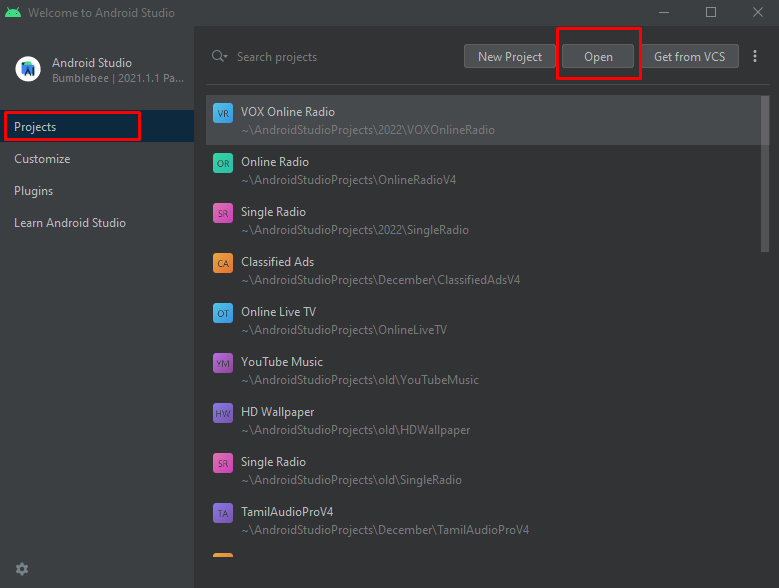 Welcome to Android Studio
Android Studio
Bumblebee | 2021.1.1 Pa...
Projects
Customize
Plugins
Learn Android Studio
Search projects
New Project
Open
Get from VCS
VR
VOX Online Radio
~\AndroidStudioProjects\2022\VOXOnlineRadio
OR
Online Radio
~\AndroidStudioProjects\OnlineRadioV4
SR
Single Radio
~\AndroidStudioProjects\2022\SingleRadio
CA
Classified Ads
~\AndroidStudioProjects\December\ClassifiedAdsV4
OT
Online Live TV
~\AndroidStudioProjects\OnlineLiveTV
YM
YouTube Music
~\AndroidStudioProjects\old\YouTubeMusic
HW
HD Wallpaper
~\AndroidStudioProjects\old\HDWallpaper
SR
Single Radio
~\AndroidStudioProjects\old\SingleRadio
TA
TamilAudioProV4
~\AndroidStudioProjects\December\TamilAudioProV4